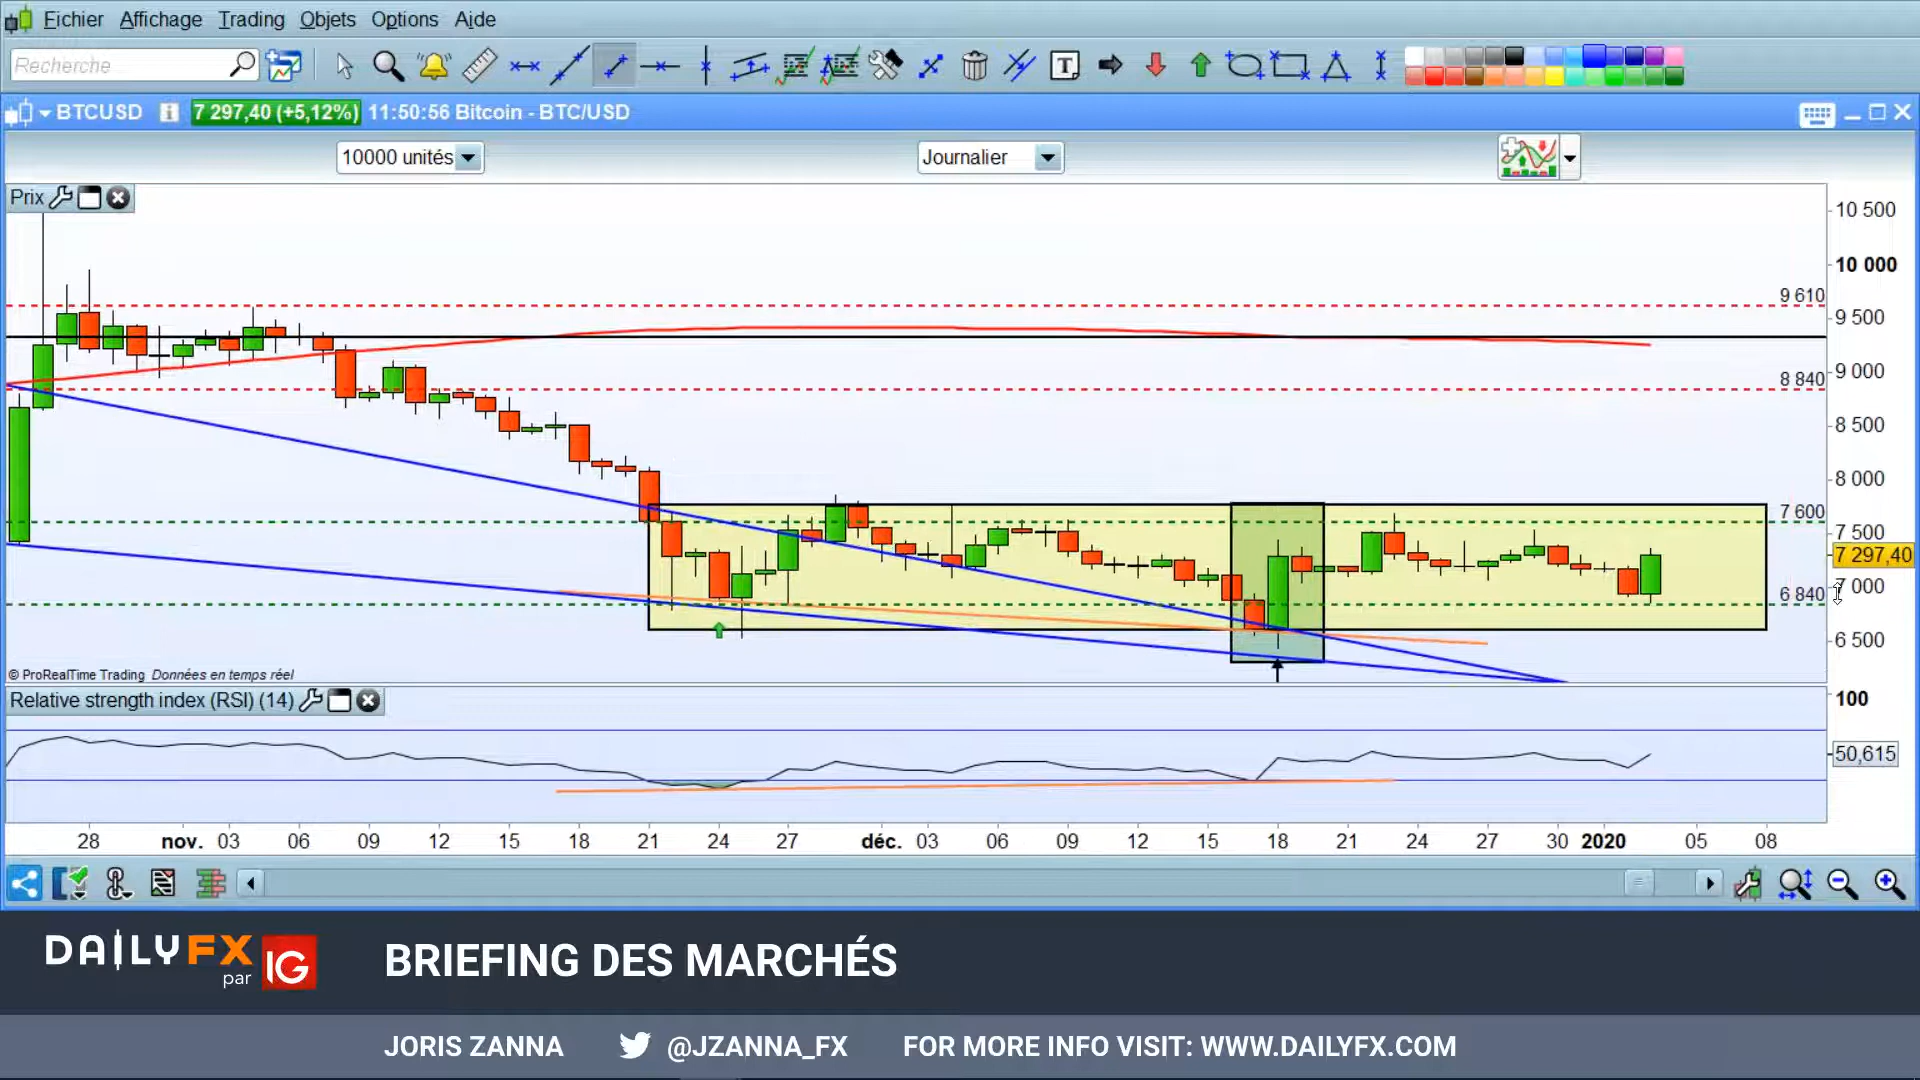 Fichier Affichage Trading Objets Options Aide
Recherche
T
BTCUSD i 7 297,40 (+5,12%) 11:50:56 Bitcoin - BTC/USD
10000 unités Journalier
Prix
10 500
10 000
9 610
9 500
9 000
8 840
8 500
8 000
7 600
7 500
7 297,40
7 000
6 840
6 500
© ProRealTime Trading Données en temps réel
Relative strength index (RSI) (14)
100
50,615
28 nov. 03 06 09 12 15 18 21 24 27 déc. 03 06 09 12 15 18 21 24 27 30 2020 05 08
DAILYFX
par IG
BRIEFING DES MARCHÉS
JORIS ZANNA @JZANNA_FX FOR MORE INFO VISIT: WWW.DAILYFX.COM